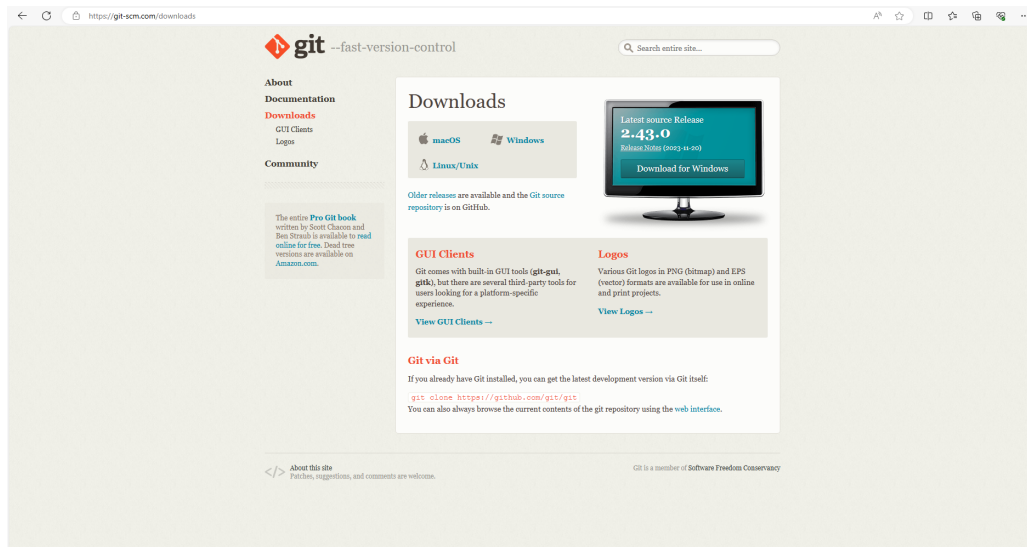 https://git-scm.com/downloads
git --fast-version-control
Search entire site...
About
Documentation
Downloads
GUI Clients
Logos
Community
The entire Pro Git book
written by Scott Chacon and
Ben Straub is available to read
online for free. Dead tree
versions are available on
Amazon.com.
Downloads
macOS
Windows
Linux/Unix
Older releases are available and the Git source
repository is on GitHub.
Latest source Release
2.43.0
Release Notes (2023-11-20)
Download for Windows
GUI Clients
Git comes with built-in GUI tools (git-gui,
gitk), but there are several third-party tools for
users looking for a platform-specific
experience.
View GUI Clients →
Logos
Various Git logos in PNG (bitmap) and EPS
(vector) formats are available for use in online
and print projects.
View Logos →
Git via Git
If you already have Git installed, you can get the latest development version via Git itself:
git clone https://github.com/git/git
You can also always browse the current contents of the git repository using the web interface.
</> About this site
Patches, suggestions, and comments are welcome.
Git is a member of Software Freedom Conservancy